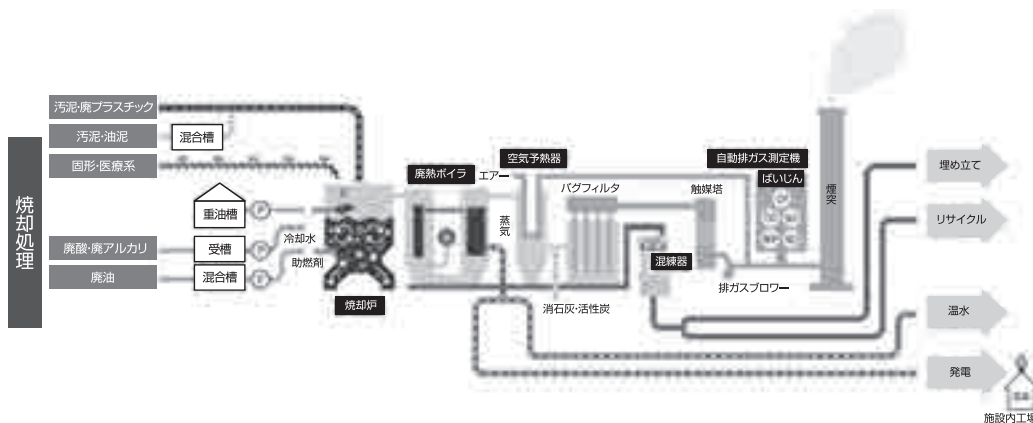 焼却処理
汚泥・廃プラスチック
汚泥・油泥
混合槽
固形・医療系
重油槽
廃酸・廃アルカリ
受槽
廃油
混合槽
P
P
P
冷却水
助燃剤
焼却炉
廃熱ボイラ
エアー
蒸気
空気予熱器
バグフィルタ
消石灰・活性炭
触媒塔
混練器
自動排ガス測定機
ばいじん
排ガスブロワー
煙突
埋め立て
リサイクル
温水
発電
施設内工場